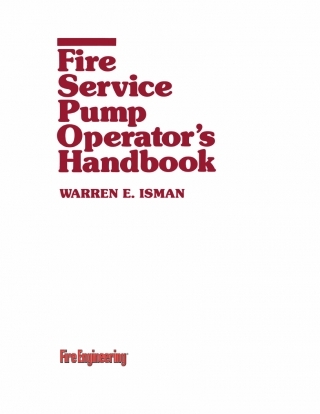 Fire
Service
Pump
Operator's
Handbook
WARREN E. ISMAN
Fire Engineering